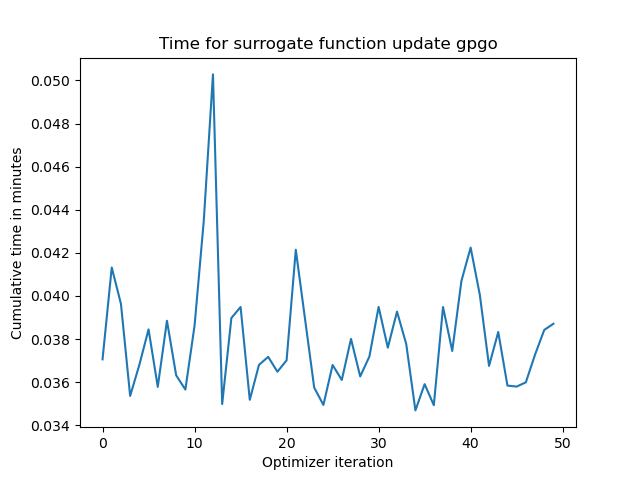 Time for surrogate function update gpgo
Cumulative time in minutes
0.050
0.048
0.046
0.044
0.042
0.040
0.038
0.036
0.034
0 10 20 30 40 50
Optimizer iteration